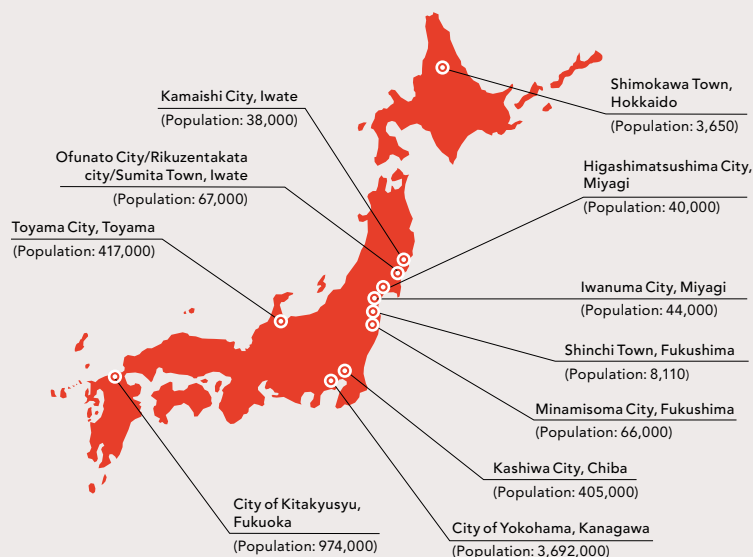 Kamaishi City, Iwate
(Population: 38,000)
Ofunato City/Rikuzentakata
city/Sumita Town, Iwate
(Population: 67,000)
Toyama City, Toyama
(Population: 417,000)
Shimokawa Town,
Hokkaido
(Population: 3,650)
Higashimatsushima City,
Miyagi
(Population: 40,000)
Iwanuma City, Miyagi
(Population: 44,000)
Shinchi Town, Fukushima
(Population: 8,110)
Minamisoma City, Fukushima
(Population: 66,000)
Kashiwa City, Chiba
(Population: 405,000)
City of Kitakyusyu,
Fukuoka
(Population: 974,000)
City of Yokohama, Kanagawa
(Population: 3,692,000)